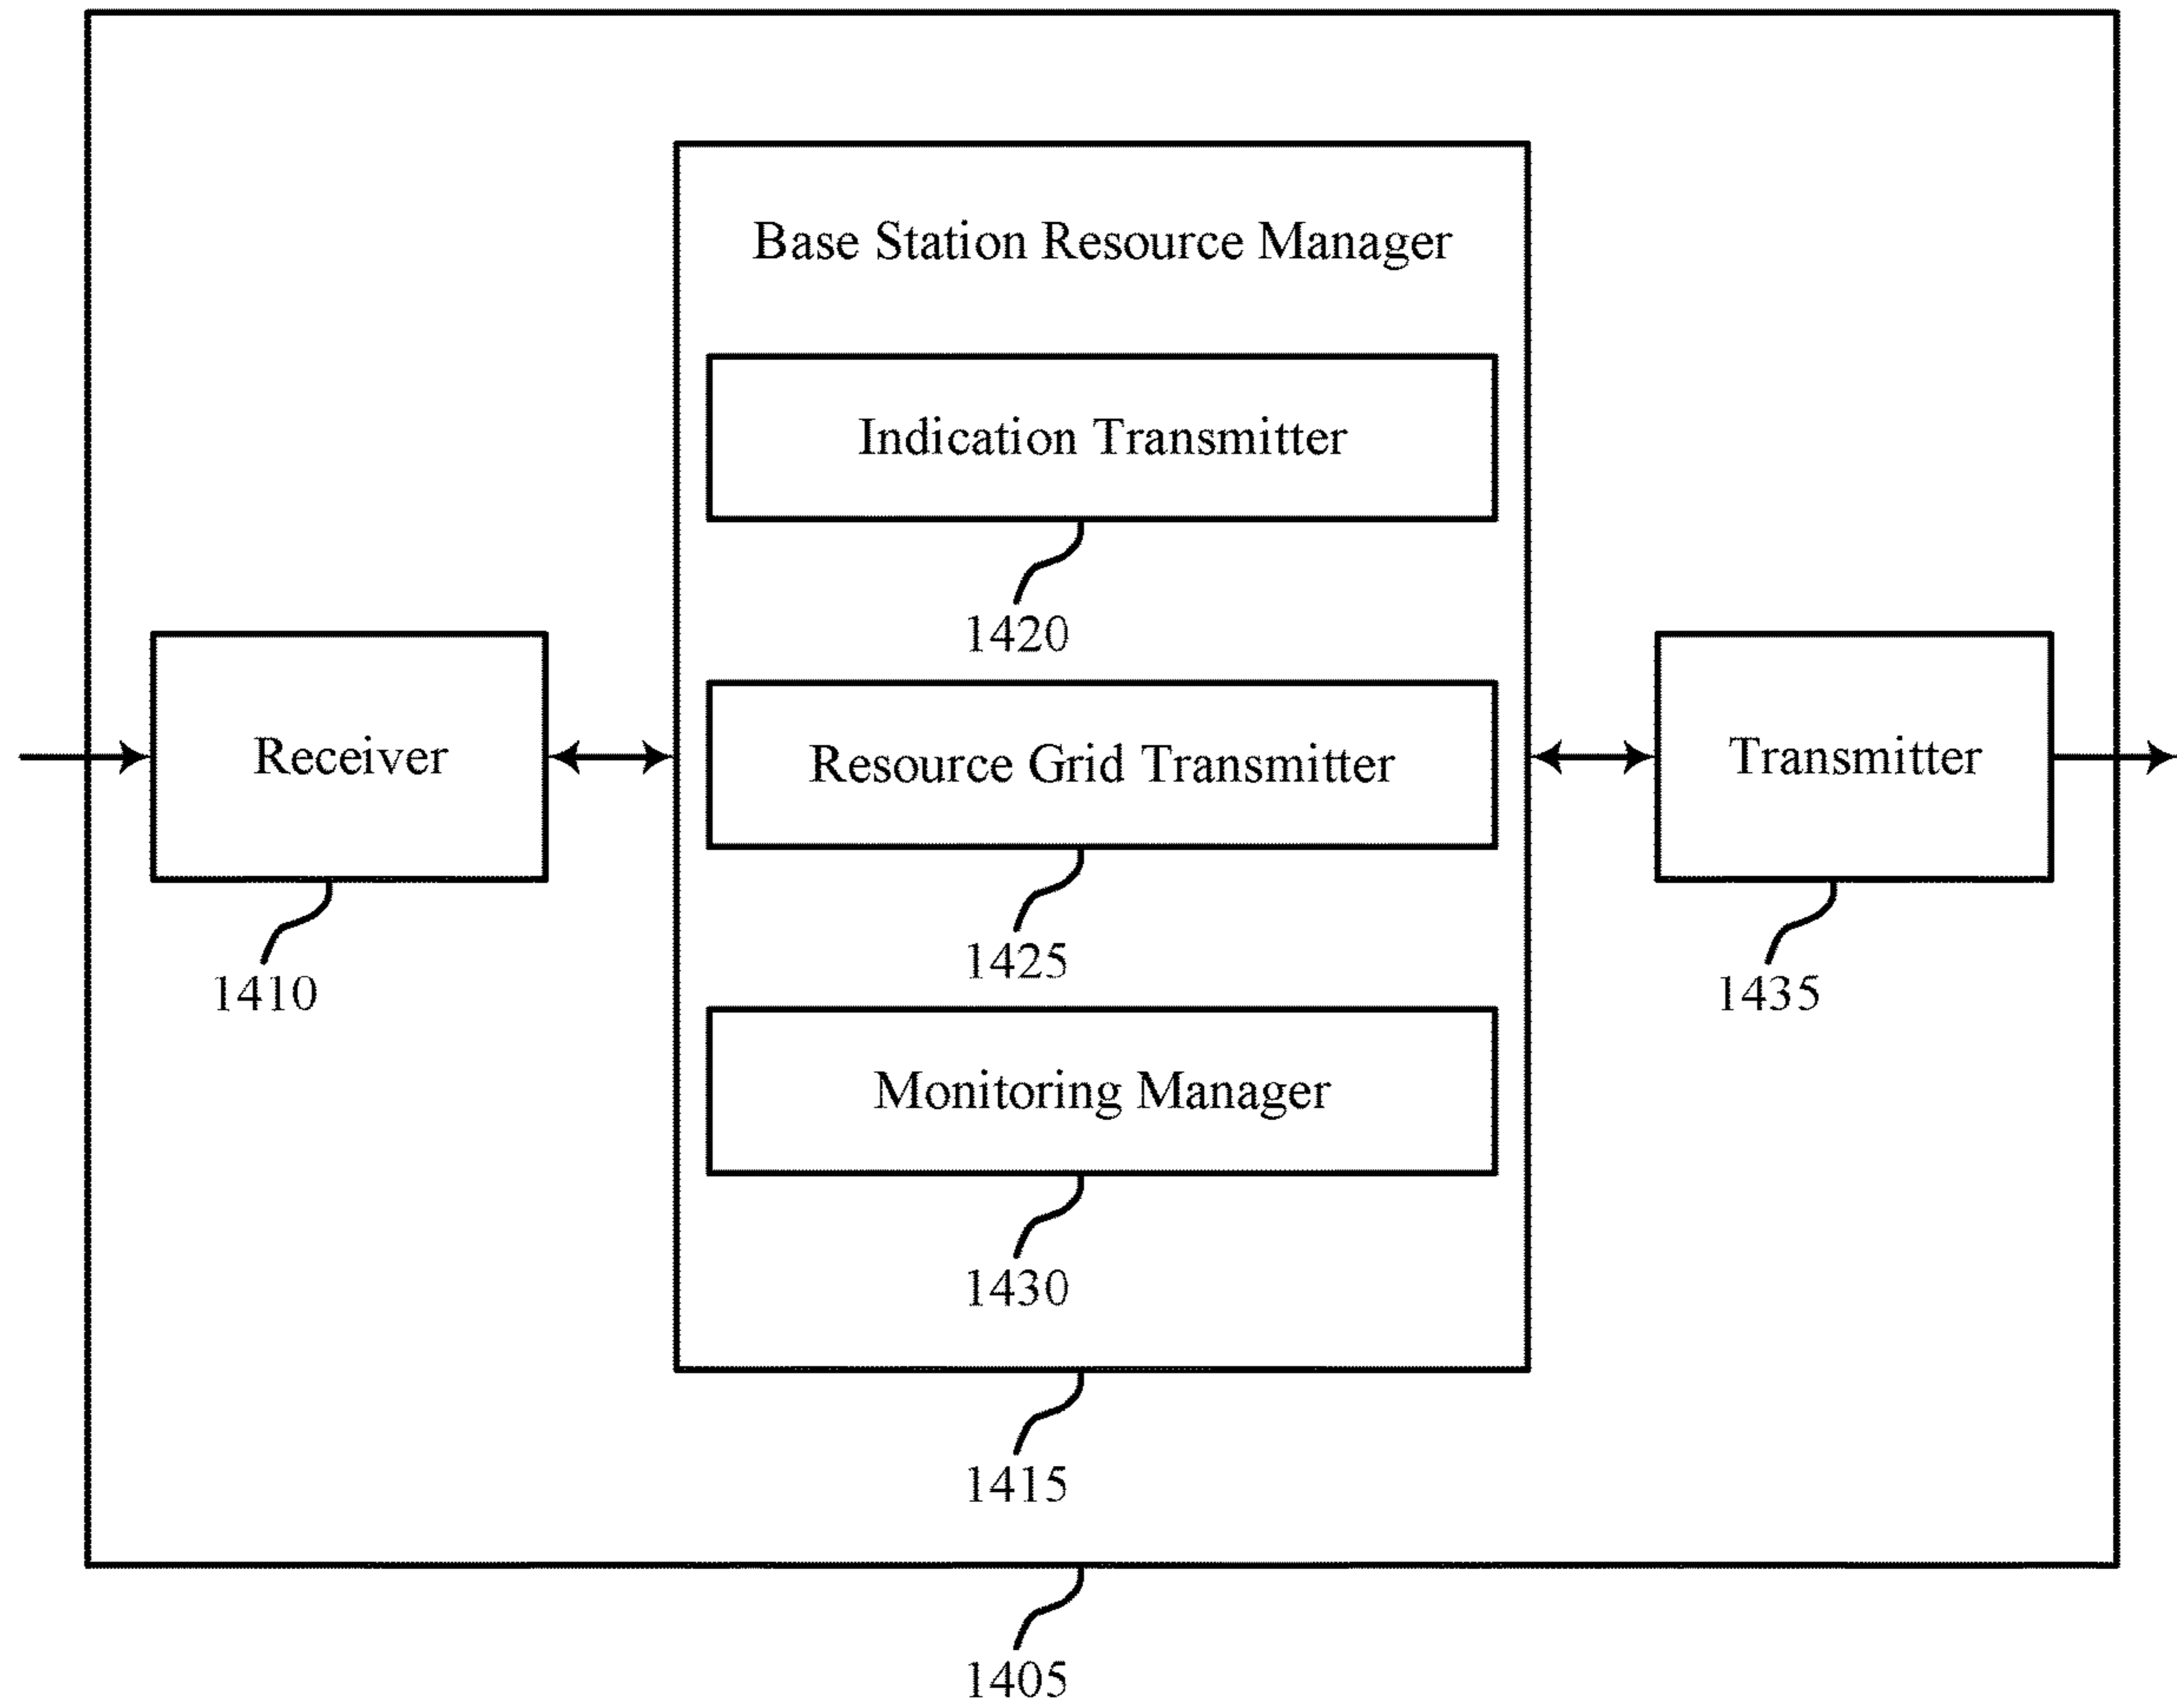 Base Station Resource Manager
Indication Transmitter
1420
Receiver
1410
Resource Grid Transmitter
1425
Transmitter
1435
Monitoring Manager
1430
1415
1405